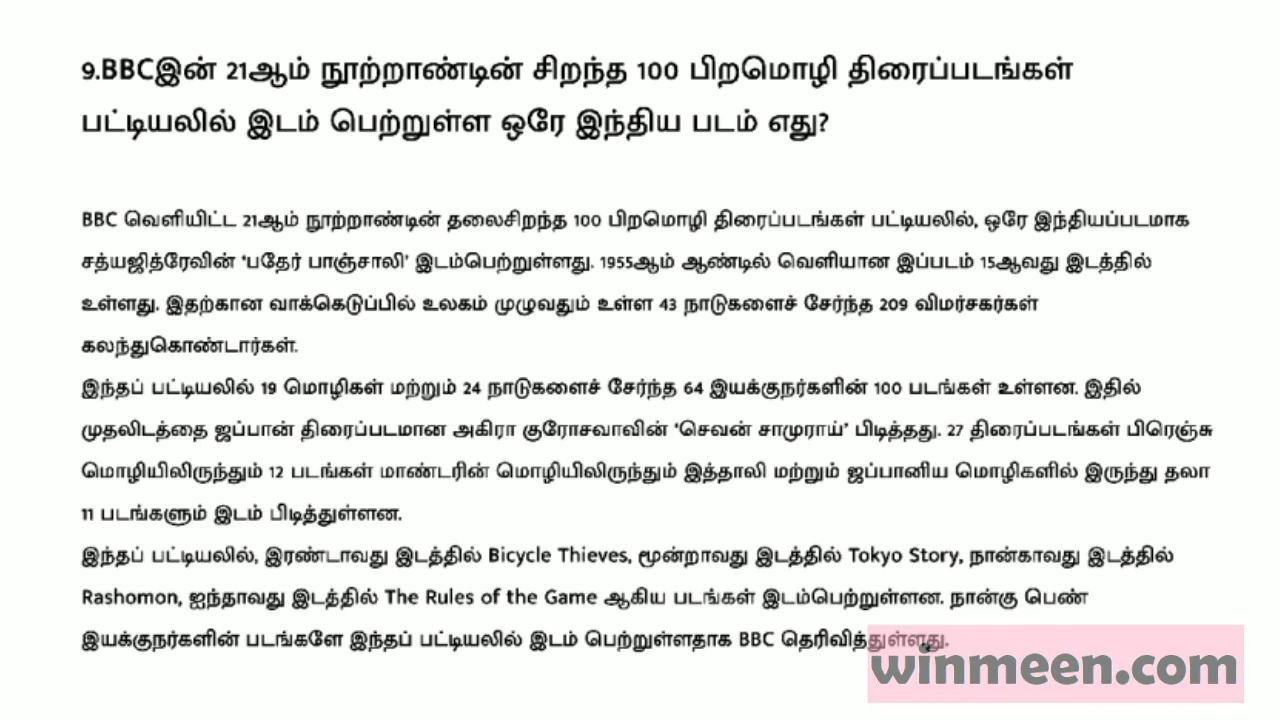 9.BBCஇன் 21ஆம் நூற்றாண்டின் சிறந்த 100 பிறமொழி திரைப்படங்கள்
பட்டியலில் இடம் பெற்றுள்ள ஒரே இந்திய படம் எது?
BBC வெளியிட்ட 21ஆம் நூற்றாண்டின் தலைசிறந்த 100 பிறமொழி திரைப்படங்கள் பட்டியலில், ஒரே இந்தியப்படமாக
சத்யஜித்ரேவின் ‘பதேர் பாஞ்சாலி’ இடம்பெற்றுள்ளது. 1955ஆம் ஆண்டில் வெளியான இப்படம் 15ஆவது இடத்தில்
உள்ளது. இதற்கான வாக்கெடுப்பில் உலகம் முழுவதும் உள்ள 43 நாடுகளைச் சேர்ந்த 209 விமர்சகர்கள்
கலந்துகொண்டார்கள்.
இந்தப் பட்டியலில் 19 மொழிகள் மற்றும் 24 நாடுகளைச் சேர்ந்த 64 இயக்குநர்களின் 100 படங்கள் உள்ளன. இதில்
முதலிடத்தை ஜப்பான் திரைப்படமான அகிரா குரோசவாவின் ‘செவன் சாமுராய்’ பிடித்தது. 27 திரைப்படங்கள் பிரெஞ்சு
மொழியிலிருந்தும் 12 படங்கள் மாண்டரின் மொழியிலிருந்தும் இத்தாலி மற்றும் ஜப்பானிய மொழிகளில் இருந்து தலா
11 படங்களும் இடம் பிடித்துள்ளன.
இந்தப் பட்டியலில், இரண்டாவது இடத்தில் Bicycle Thieves, மூன்றாவது இடத்தில் Tokyo Story, நான்காவது இடத்தில்
Rashomon, ஐந்தாவது இடத்தில் The Rules of the Game ஆகிய படங்கள் இடம்பெற்றுள்ளன. நான்கு பெண்
இயக்குநர்களின் படங்களே இந்தப் பட்டியலில் இடம் பெற்றுள்ளதாக BBC தெரிவித்துள்ளது.
winmeen.com